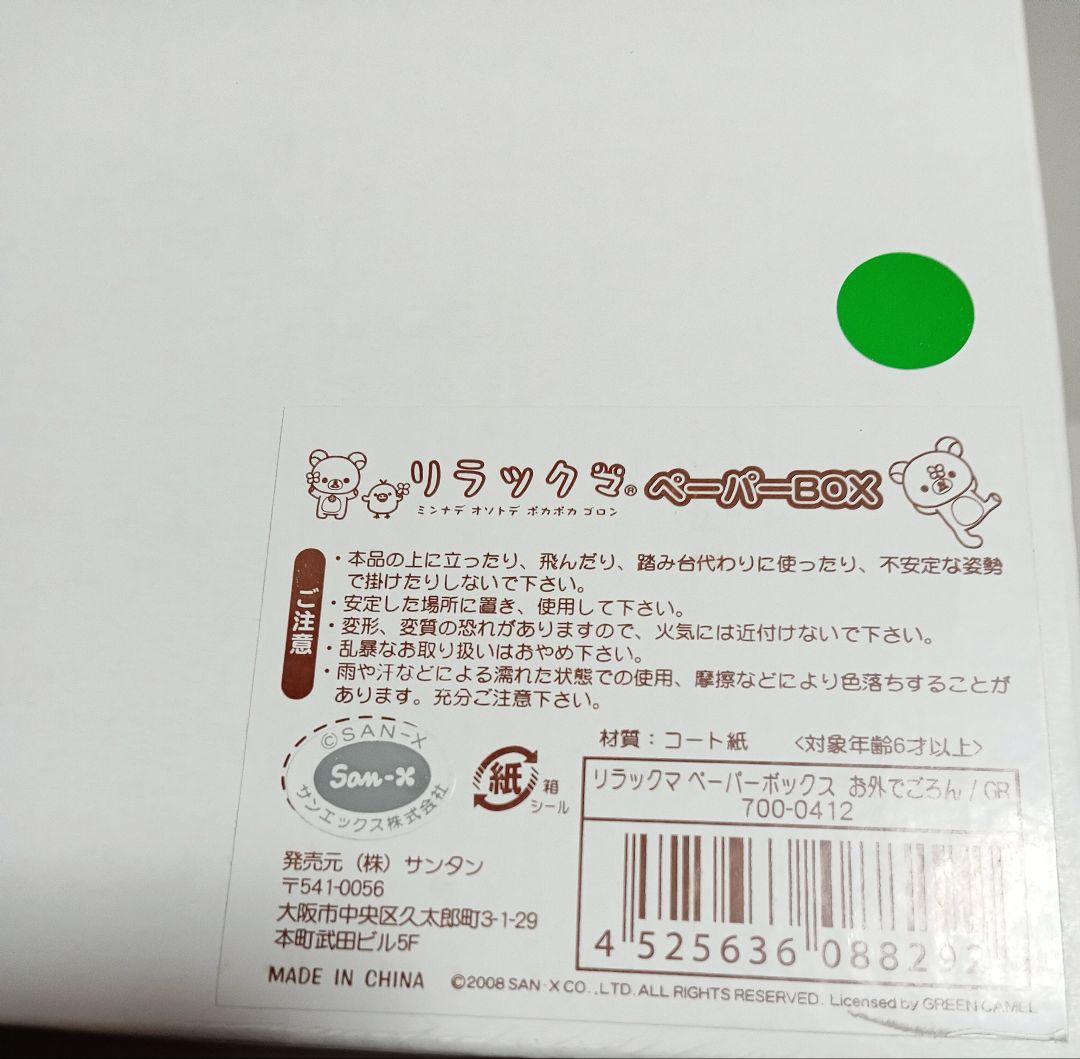 リラックマ® ペーパーBOX
ミンナデ オソトデ ポカポカ ゴロン
ご注意
・本品の上に立ったり、飛んだり、踏み台代わりに使ったり、不安定な姿勢
で掛けたりしないで下さい。
・安定した場所に置き、使用して下さい。
・変形、変質の恐れがありますので、火気には近付けないで下さい。
・乱暴なお取り扱いはおやめ下さい。
・雨や汗などによる濡れた状態での使用、摩擦などにより色落ちすることが
あります。充分ご注意下さい。
©SAN-X
San-X
サンエックス株式会社
紙
箱
シール
材質：コート紙 <対象年齢6才以上>
リラックマ ペーパーボックス お外でごろん / GR
700-0412
4 525636 088292
発売元（株）サンタン
〒541-0056
大阪市中央区久太郎町3-1-29
本町武田ビル5F
MADE IN CHINA ©2008 SAN-X CO.,LTD. ALL RIGHTS RESERVED. Licensed by GREEN CAMEL